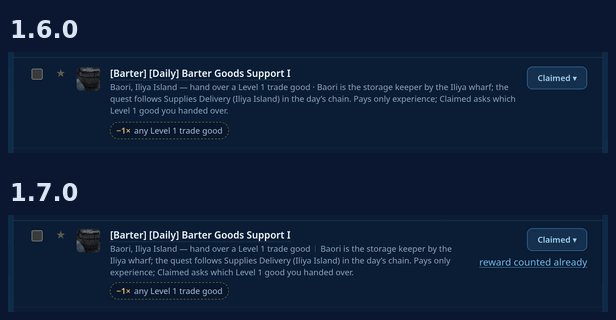 1.6.0
[Barter] [Daily] Barter Goods Support I
Claimed ▾
Baori, Iliya Island — hand over a Level 1 trade good · Baori is the storage keeper by the Iliya wharf; the
quest follows Supplies Delivery (Iliya Island) in the day's chain. Pays only experience; Claimed asks which
Level 1 good you handed over.
−1× any Level 1 trade good
1.7.0
[Barter] [Daily] Barter Goods Support I
Claimed ▾
Baori, Iliya Island — hand over a Level 1 trade good | Baori is the storage keeper by the
Iliya wharf; the quest follows Supplies Delivery (Iliya Island) in the day's chain. Pays only
experience; Claimed asks which Level 1 good you handed over.
reward counted already
−1× any Level 1 trade good